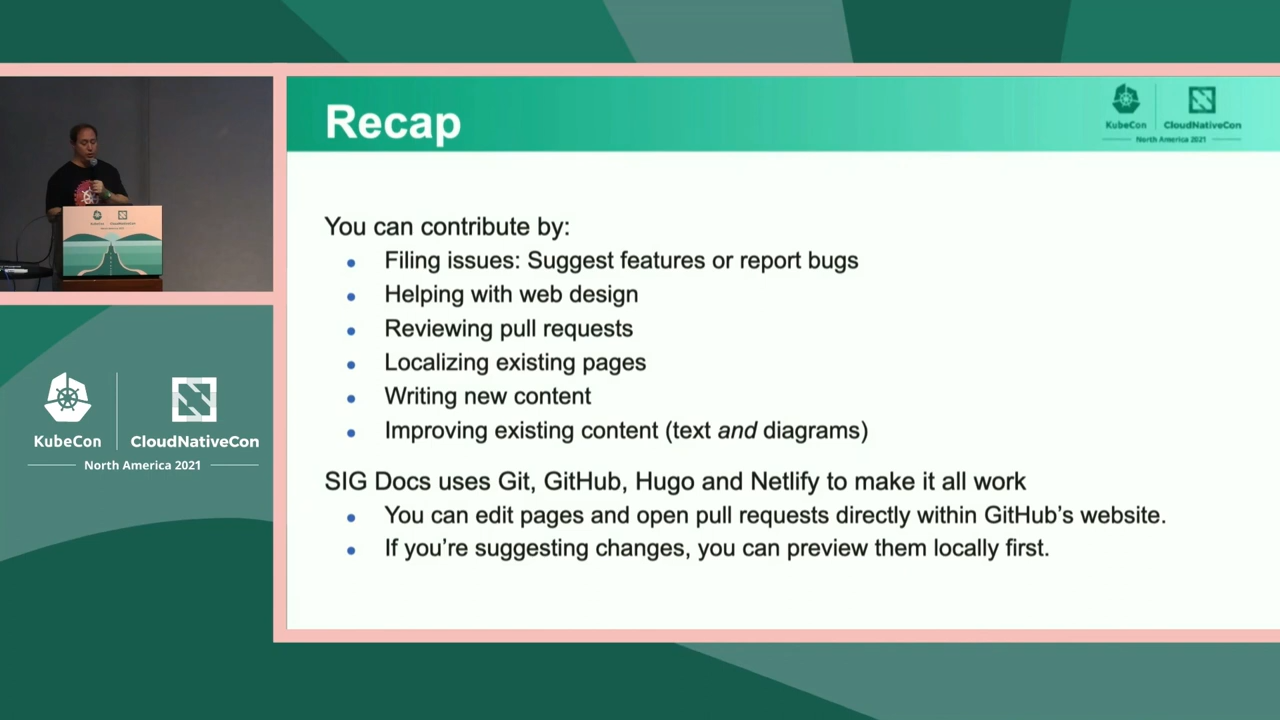 Recap
KubeCon
CloudNativeCon
North America 2021
You can contribute by:
Filing issues: Suggest features or report bugs
Helping with web design
Reviewing pull requests
Localizing existing pages
Writing new content
Improving existing content (text and diagrams)
SIG Docs uses Git, GitHub, Hugo and Netlify to make it all work
You can edit pages and open pull requests directly within GitHub’s website.
If you’re suggesting changes, you can preview them locally first.
KubeCon
CloudNativeCon
North America 2021